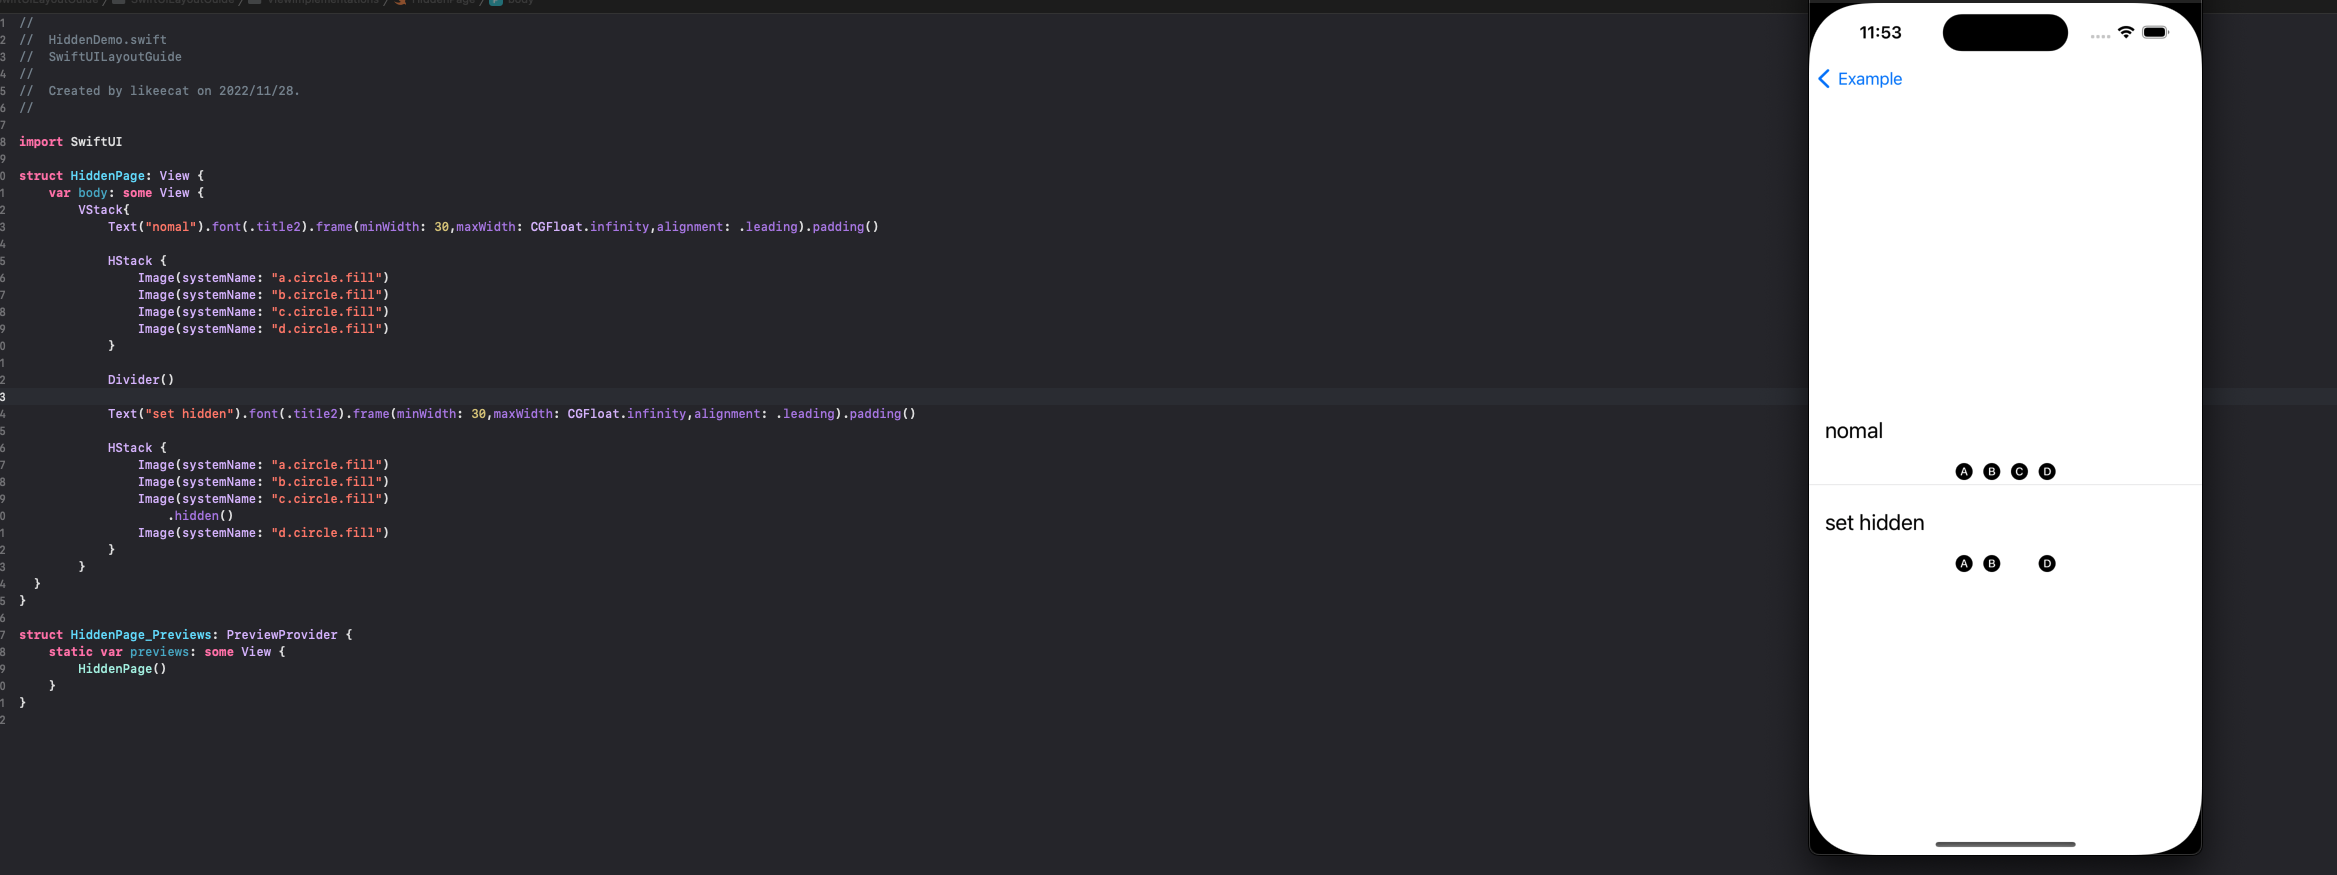 SwiftUILayoutGuide / SwiftUILayoutGuide / ViewImplementations / HiddenPage / body
1 //
2 //  HiddenDemo.swift
3 //  SwiftUILayoutGuide
4 //
5 //  Created by likeecat on 2022/11/28.
6 //
7
8 import SwiftUI
9
0 struct HiddenPage: View {
1     var body: some View {
2         VStack{
3             Text("nomal").font(.title2).frame(minWidth: 30,maxWidth: CGFloat.infinity,alignment: .leading).padding()
4
5             HStack {
6                 Image(systemName: "a.circle.fill")
7                 Image(systemName: "b.circle.fill")
8                 Image(systemName: "c.circle.fill")
9                 Image(systemName: "d.circle.fill")
0             }
1
2             Divider()
3
4             Text("set hidden").font(.title2).frame(minWidth: 30,maxWidth: CGFloat.infinity,alignment: .leading).padding()
5
6             HStack {
7                 Image(systemName: "a.circle.fill")
8                 Image(systemName: "b.circle.fill")
9                 Image(systemName: "c.circle.fill")
0                     .hidden()
1                 Image(systemName: "d.circle.fill")
2             }
3         }
4   }
5 }
6
7 struct HiddenPage_Previews: PreviewProvider {
8     static var previews: some View {
9         HiddenPage()
0     }
1 }
2
11:53
Example
nomal
A B C D
set hidden
A B D